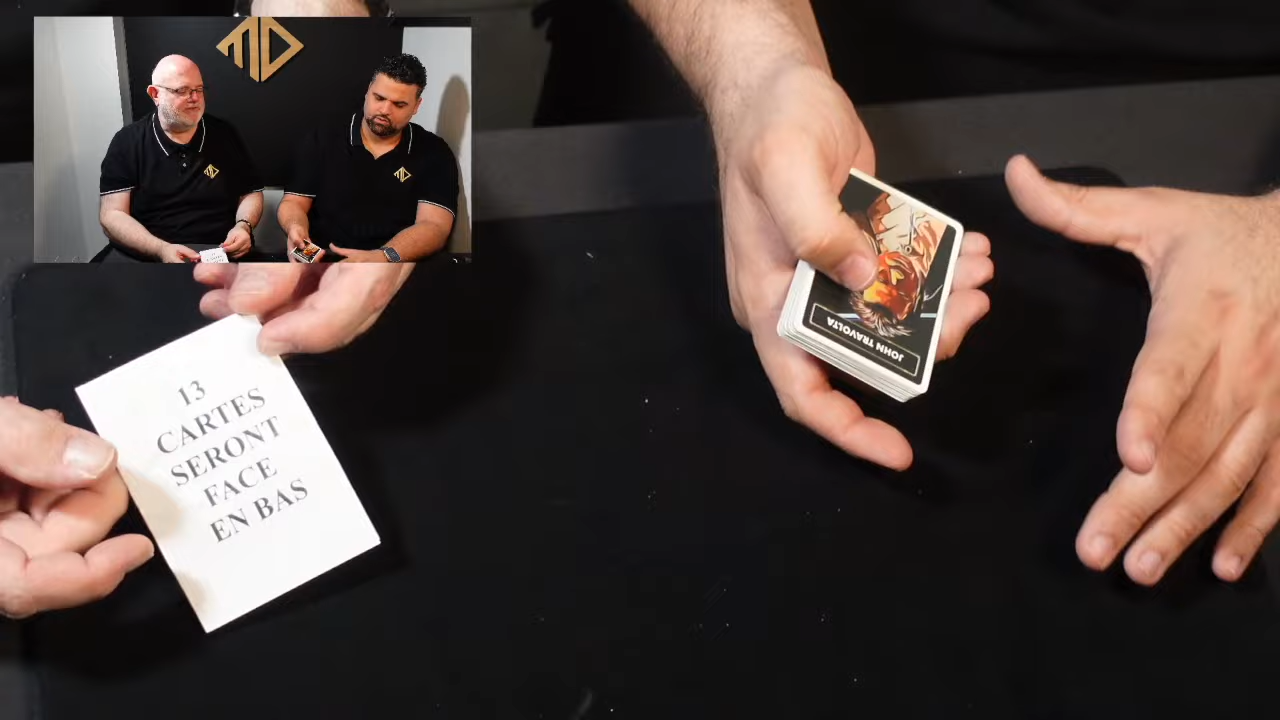 13
CARTES
SERONT
FACE
EN BAS
JOHN TRAVOLTA